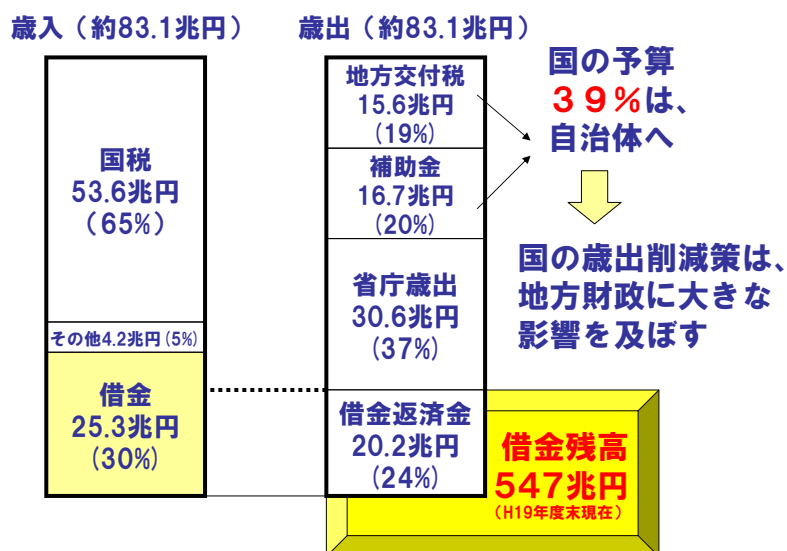 歳入（約83.1兆円）
国税
53.6兆円
（65%）
その他4.2兆円(5%)
借金
25.3兆円
(30%)
歳出（約83.1兆円）
地方交付税
15.6兆円
(19%)
補助金
16.7兆円
(20%)
省庁歳出
30.6兆円
(37%)
借金返済金
20.2兆円
(24%)
国の予算
３９％は、
自治体へ
国の歳出削減策は、
地方財政に大きな
影響を及ぼす
借金残高
547兆円
（H19年度末現在）